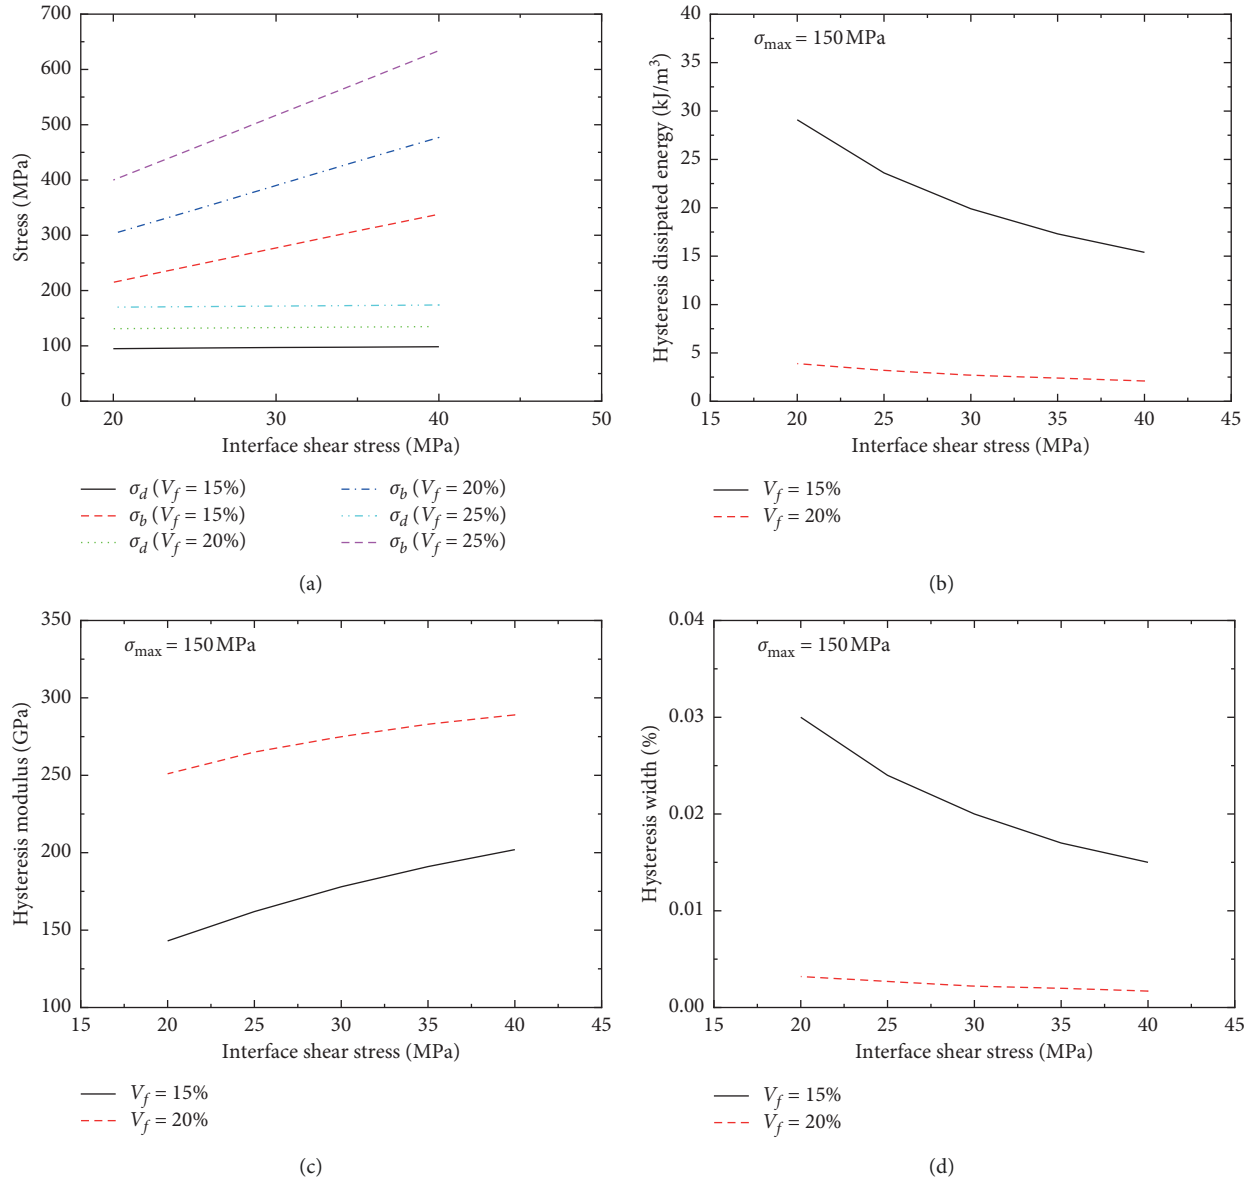 700
600
500
400
300
200
100
0
Stress (MPa)
20
30
40
50
Interface shear stress (MPa)
σd (Vf = 15%)
σb (Vf = 15%)
σd (Vf = 20%)
σb (Vf = 20%)
σd (Vf = 25%)
σb (Vf = 25%)
(a)
σmax = 150 MPa
40
35
30
25
20
15
10
5
0
Hysteresis dissipated energy (kJ/m³)
15
20
25
30
35
40
45
Interface shear stress (MPa)
Vf = 15%
Vf = 20%
(b)
σmax = 150 MPa
350
300
250
200
150
100
Hysteresis modulus (GPa)
15
20
25
30
35
40
45
Interface shear stress (MPa)
Vf = 15%
Vf = 20%
(c)
σmax = 150 MPa
0.04
0.03
0.02
0.01
0.00
Hysteresis width (%)
15
20
25
30
35
40
45
Interface shear stress (MPa)
Vf = 15%
Vf = 20%
(d)